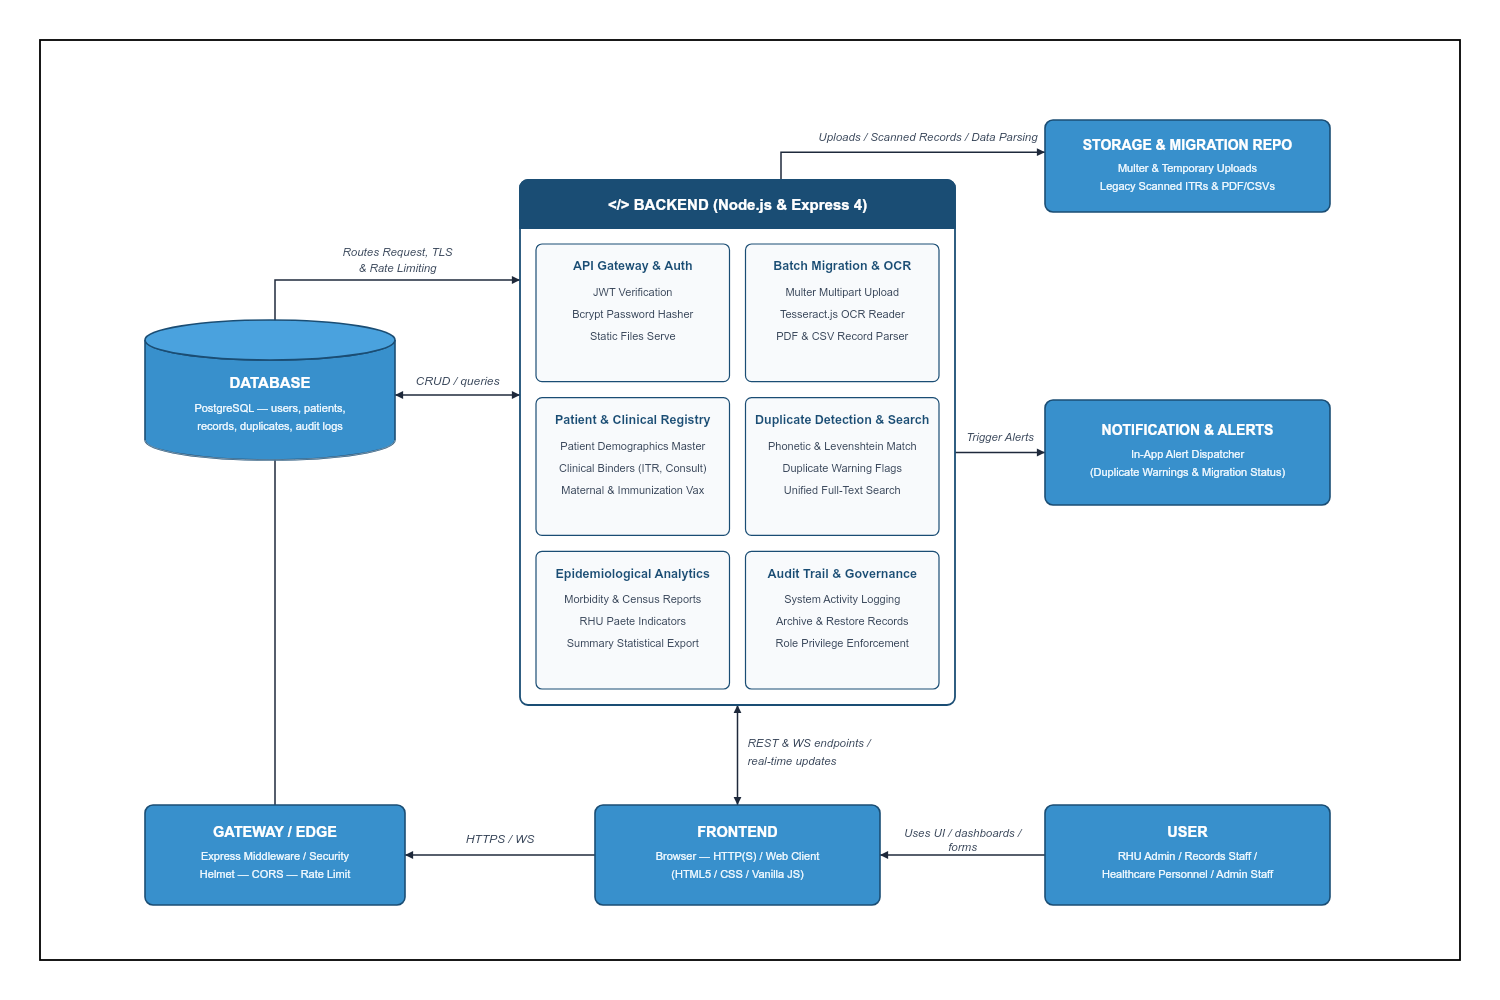 Uploads / Scanned Records / Data Parsing
STORAGE & MIGRATION REPO
Multer & Temporary Uploads
Legacy Scanned ITRs & PDF/CSVs
</> BACKEND (Node.js & Express 4)
Routes Request, TLS
& Rate Limiting
API Gateway & Auth
JWT Verification
Bcrypt Password Hasher
Static Files Serve
Batch Migration & OCR
Multer Multipart Upload
Tesseract.js OCR Reader
PDF & CSV Record Parser
DATABASE
PostgreSQL — users, patients,
records, duplicates, audit logs
CRUD / queries
Patient & Clinical Registry
Patient Demographics Master
Clinical Binders (ITR, Consult)
Maternal & Immunization Vax
Duplicate Detection & Search
Phonetic & Levenshtein Match
Duplicate Warning Flags
Unified Full-Text Search
Trigger Alerts
NOTIFICATION & ALERTS
In-App Alert Dispatcher
(Duplicate Warnings & Migration Status)
Epidemiological Analytics
Morbidity & Census Reports
RHU Paete Indicators
Summary Statistical Export
Audit Trail & Governance
System Activity Logging
Archive & Restore Records
Role Privilege Enforcement
REST & WS endpoints /
real-time updates
GATEWAY / EDGE
Express Middleware / Security
Helmet — CORS — Rate Limit
HTTPS / WS
FRONTEND
Browser — HTTP(S) / Web Client
(HTML5 / CSS / Vanilla JS)
Uses UI / dashboards /
forms
USER
RHU Admin / Records Staff /
Healthcare Personnel / Admin Staff